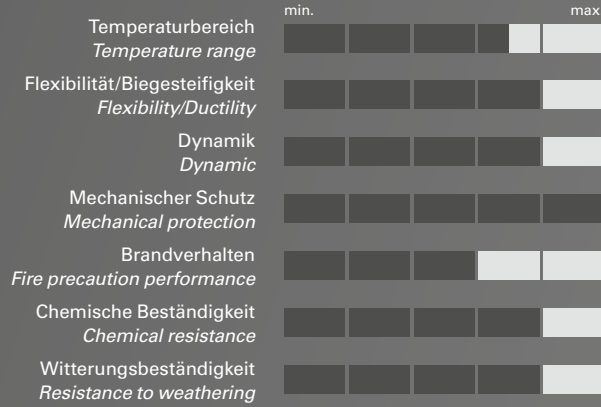 min. max
Temperaturbereich
Temperature range
Flexibilität/Biegesteifigkeit
Flexibility/Ductility
Dynamik
Dynamic
Mechanischer Schutz
Mechanical protection
Brandverhalten
Fire precaution performance
Chemische Beständigkeit
Chemical resistance
Witterungsbeständigkeit
Resistance to weathering